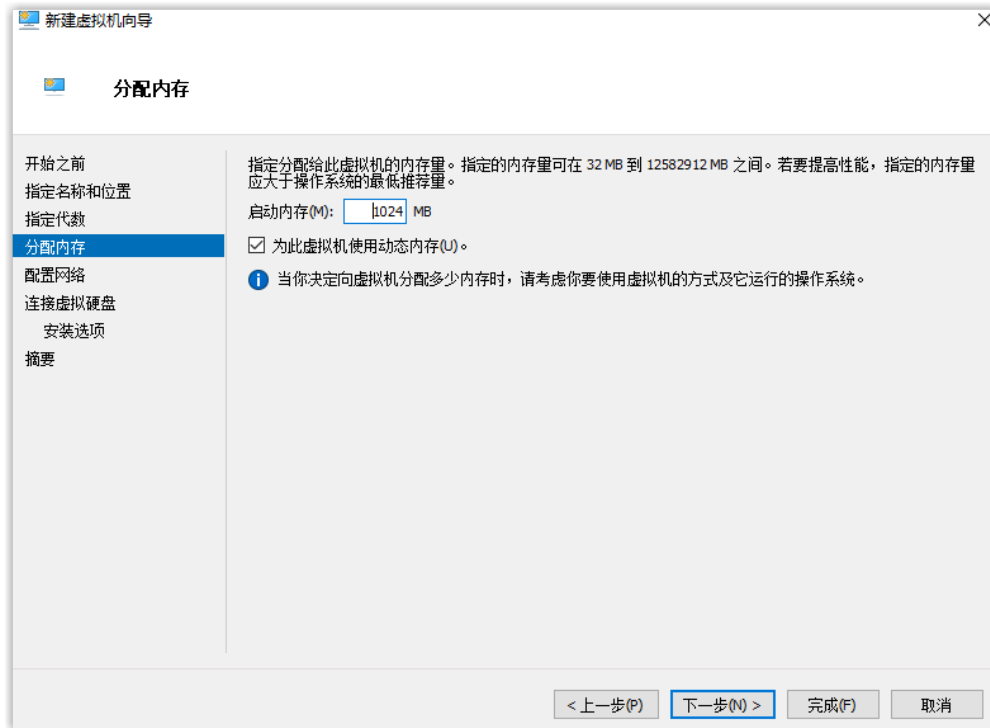 新建虚拟机向导
分配内存
开始之前
指定名称和位置
指定代数
分配内存
配置网络
连接虚拟硬盘
安装选项
摘要
指定分配给此虚拟机的内存量。指定的内存量可在 32 MB 到 12582912 MB 之间。若要提高性能，指定的内存量
应大于操作系统的最低推荐量。
启动内存(M): 1024 MB
为此虚拟机使用动态内存(U)。
当你决定向虚拟机分配多少内存时，请考虑你要使用虚拟机的方式及它运行的操作系统。
< 上一步(P) 下一步(N) > 完成(F) 取消